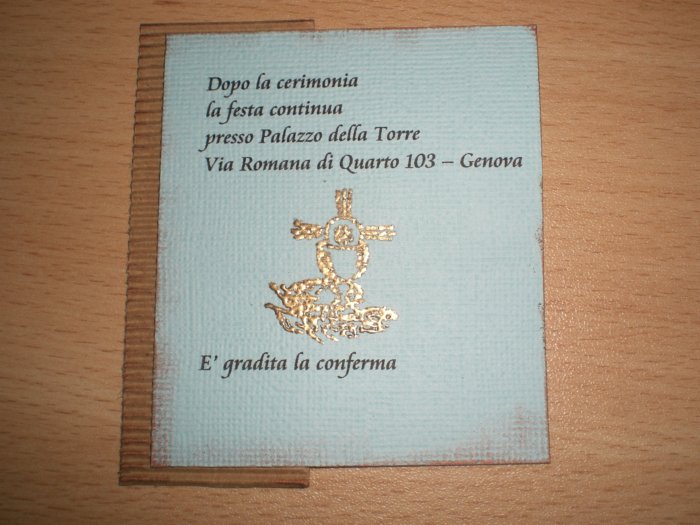 Dopo la cerimonia
la festa continua
presso Palazzo della Torre
Via Romana di Quarto 103 – Genova
E' gradita la conferma